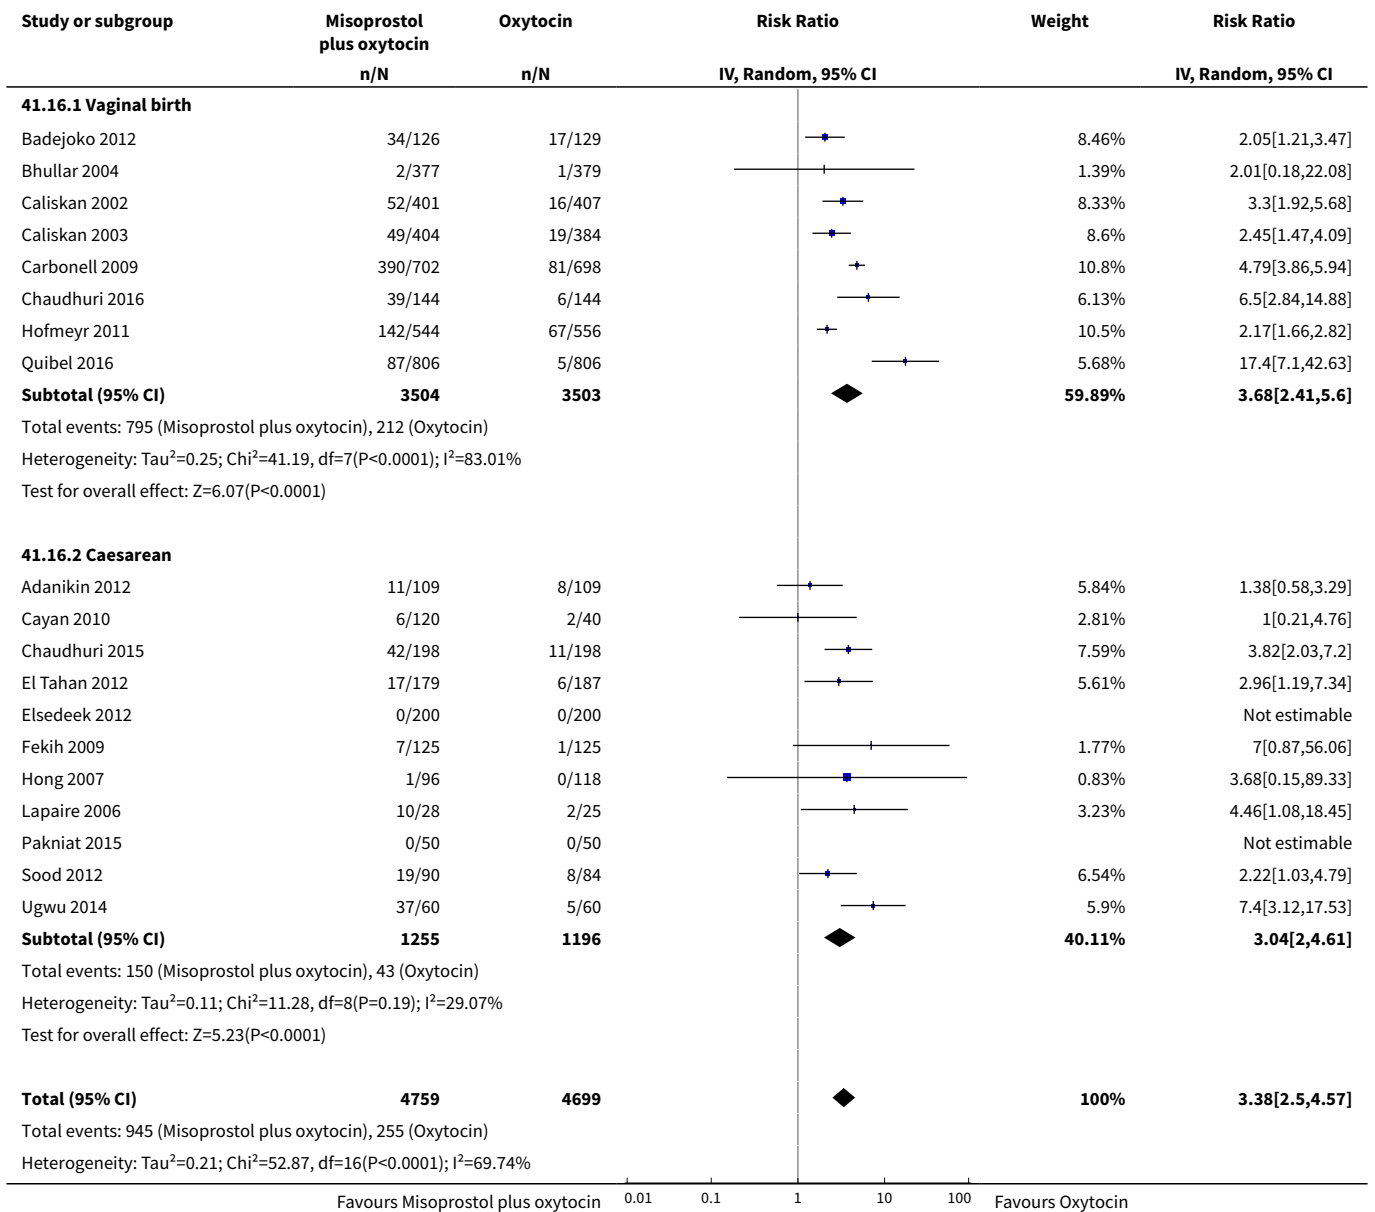 Study or subgroup Misoprostol plus oxytocin Oxytocin Risk Ratio Weight Risk Ratio
n/N n/N IV, Random, 95% CI IV, Random, 95% CI
41.16.1 Vaginal birth
Badejoko 2012 34/126 17/129 8.46% 2.05[1.21,3.47]
Bhullar 2004 2/377 1/379 1.39% 2.01[0.18,22.08]
Caliskan 2002 52/401 16/407 8.33% 3.3[1.92,5.68]
Caliskan 2003 49/404 19/384 8.6% 2.45[1.47,4.09]
Carbonell 2009 390/702 81/698 10.8% 4.79[3.86,5.94]
Chaudhuri 2016 39/144 6/144 6.13% 6.5[2.84,14.88]
Hofmeyr 2011 142/544 67/556 10.5% 2.17[1.66,2.82]
Quibel 2016 87/806 5/806 5.68% 17.4[7.1,42.63]
Subtotal (95% CI) 3504 3503 59.89% 3.68[2.41,5.6]
Total events: 795 (Misoprostol plus oxytocin), 212 (Oxytocin)
Heterogeneity: Tau²=0.25; Chi²=41.19, df=7(P<0.0001); I²=83.01%
Test for overall effect: Z=6.07(P<0.0001)
41.16.2 Caesarean
Adanikin 2012 11/109 8/109 5.84% 1.38[0.58,3.29]
Cayan 2010 6/120 2/40 2.81% 1[0.21,4.76]
Chaudhuri 2015 42/198 11/198 7.59% 3.82[2.03,7.2]
El Tahan 2012 17/179 6/187 5.61% 2.96[1.19,7.34]
Elsedeek 2012 0/200 0/200 Not estimable
Fekih 2009 7/125 1/125 1.77% 7[0.87,56.06]
Hong 2007 1/96 0/118 0.83% 3.68[0.15,89.33]
Lapaire 2006 10/28 2/25 3.23% 4.46[1.08,18.45]
Pakniat 2015 0/50 0/50 Not estimable
Sood 2012 19/90 8/84 6.54% 2.22[1.03,4.79]
Ugwu 2014 37/60 5/60 5.9% 7.4[3.12,17.53]
Subtotal (95% CI) 1255 1196 40.11% 3.04[2,4.61]
Total events: 150 (Misoprostol plus oxytocin), 43 (Oxytocin)
Heterogeneity: Tau²=0.11; Chi²=11.28, df=8(P=0.19); I²=29.07%
Test for overall effect: Z=5.23(P<0.0001)
Total (95% CI) 4759 4699 100% 3.38[2.5,4.57]
Total events: 945 (Misoprostol plus oxytocin), 255 (Oxytocin)
Heterogeneity: Tau²=0.21; Chi²=52.87, df=16(P<0.0001); I²=69.74%
Favours Misoprostol plus oxytocin 0.01 0.1 1 10 100 Favours Oxytocin